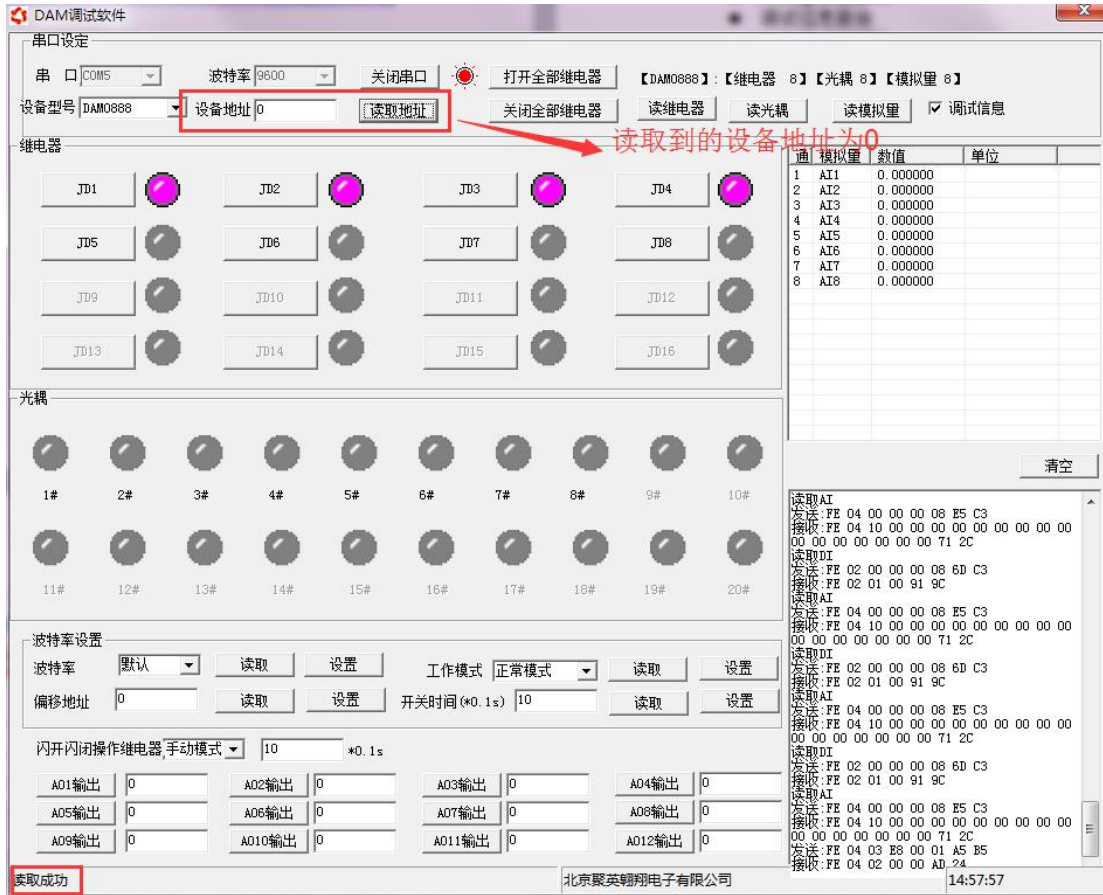 DAM调试软件
串口设定
串 口 COM5 波特率 9600 关闭串口 打开全部继电器 【DAM0888】:【继电器 8】【光耦 8】【模拟量 8】
设备型号 DAM0888 设备地址 0 读取地址 关闭全部继电器 读继电器 读光耦 读模拟量 调试信息
读取到的设备地址为0
继电器
JD1 JD2 JD3 JD4
JD5 JD6 JD7 JD8
JD9 JD10 JD11 JD12
JD13 JD14 JD15 JD16
通 模拟量 数值 单位
1 AI1 0.000000
2 AI2 0.000000
3 AI3 0.000000
4 AI4 0.000000
5 AI5 0.000000
6 AI6 0.000000
7 AI7 0.000000
8 AI8 0.000000
光耦
1# 2# 3# 4# 5# 6# 7# 8# 9# 10#
11# 12# 13# 14# 15# 16# 17# 18# 19# 20#
清空
读取AI
发送:FE 04 00 00 00 08 E5 C3
接收:FE 04 10 00 00 00 00 00 00 00 00 00
00 00 00 00 00 00 00 71 2C
读取DI
发送:FE 02 00 00 00 08 6D C3
接收:FE 02 01 00 91 9C
读取AI
发送:FE 04 00 00 00 08 E5 C3
接收:FE 04 10 00 00 00 00 00 00 00 00 00
00 00 00 00 00 00 00 71 2C
读取DI
发送:FE 02 00 00 00 08 6D C3
接收:FE 02 01 00 91 9C
读取AI
发送:FE 04 00 00 00 08 E5 C3
接收:FE 04 10 00 00 00 00 00 00 00 00 00
00 00 00 00 00 00 00 71 2C
读取DI
发送:FE 02 00 00 00 08 6D C3
接收:FE 02 01 00 91 9C
读取AI
发送:FE 04 00 00 00 08 E5 C3
接收:FE 04 10 00 00 00 00 00 00 00 00 00
00 00 00 00 00 00 00 71 2C
发送:FE 04 03 E8 00 01 A5 B5
接收:FE 04 02 00 00 AD 24
波特率设置
波特率 默认 读取 设置 工作模式 正常模式 读取 设置
偏移地址 0 读取 设置 开关时间(*0.1s) 10 读取 设置
闪开闪闭操作继电器 手动模式 10 *0.1s
AO1输出 0 AO2输出 0 AO3输出 0 AO4输出 0
AO5输出 0 AO6输出 0 AO7输出 0 AO8输出 0
AO9输出 0 AO10输出 0 AO11输出 0 AO12输出 0
读取成功 北京聚英翱翔电子有限公司 14:57:57